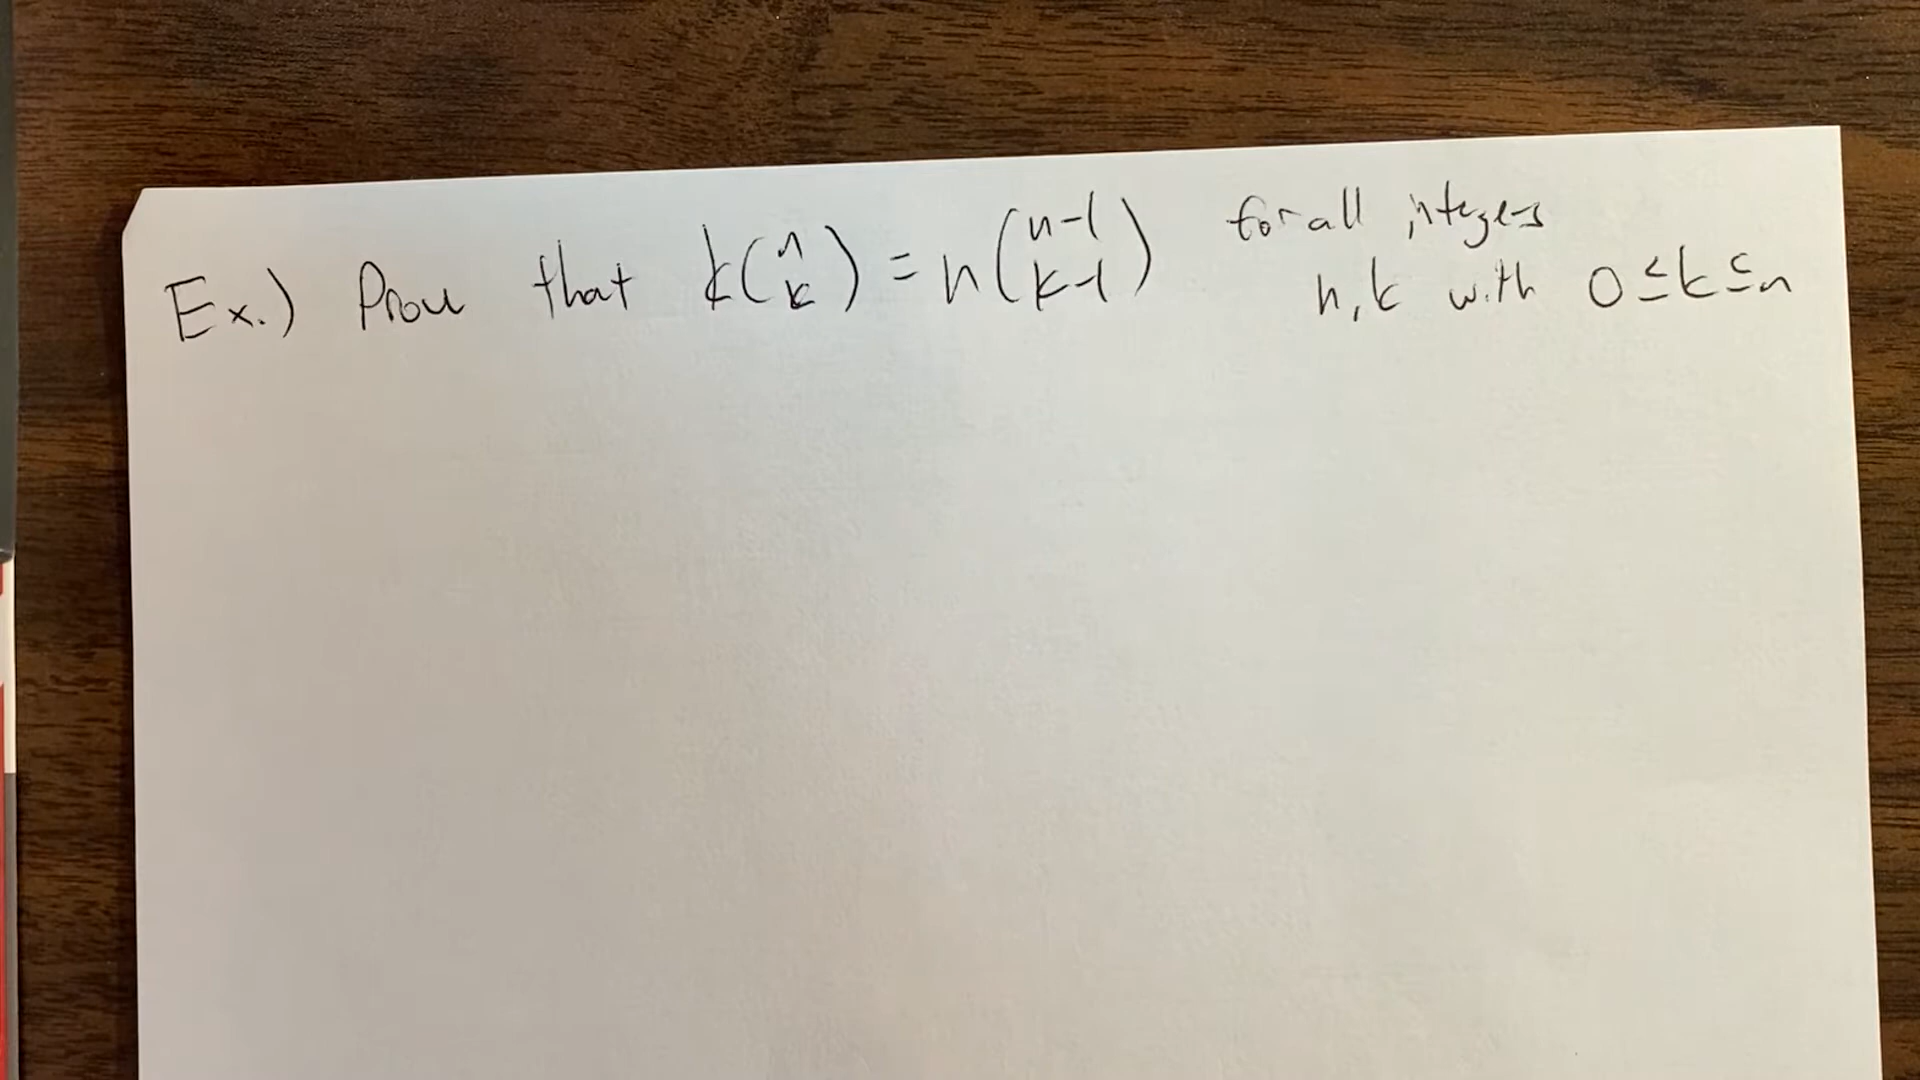 Ex.) Prove that k(n k) = n(n-1 k-1) for all integers
n, k with 0 ≤ k ≤ n